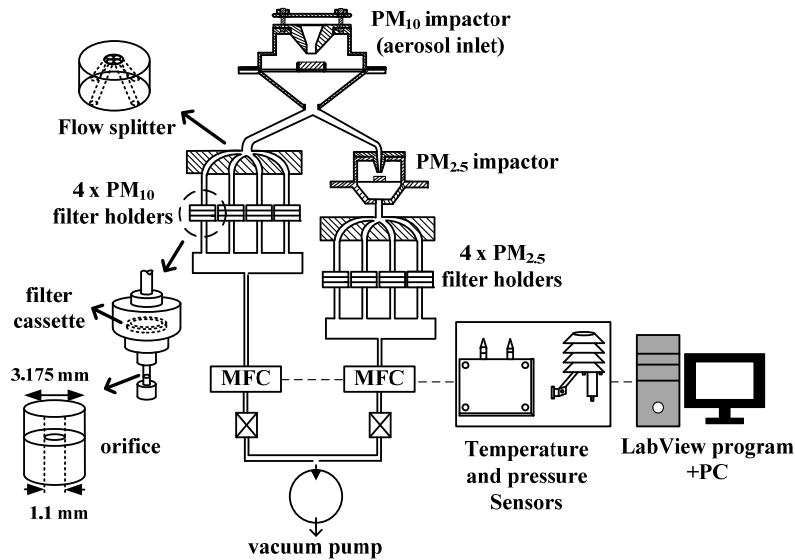 PM10 impactor
(aerosol inlet)
Flow splitter
PM2.5 impactor
4 x PM10
filter holders
4 x PM2.5
filter holders
filter
cassette
3.175 mm
MFC
MFC
orifice
1.1 mm
Temperature
and pressure
Sensors
LabView program
+PC
vacuum pump